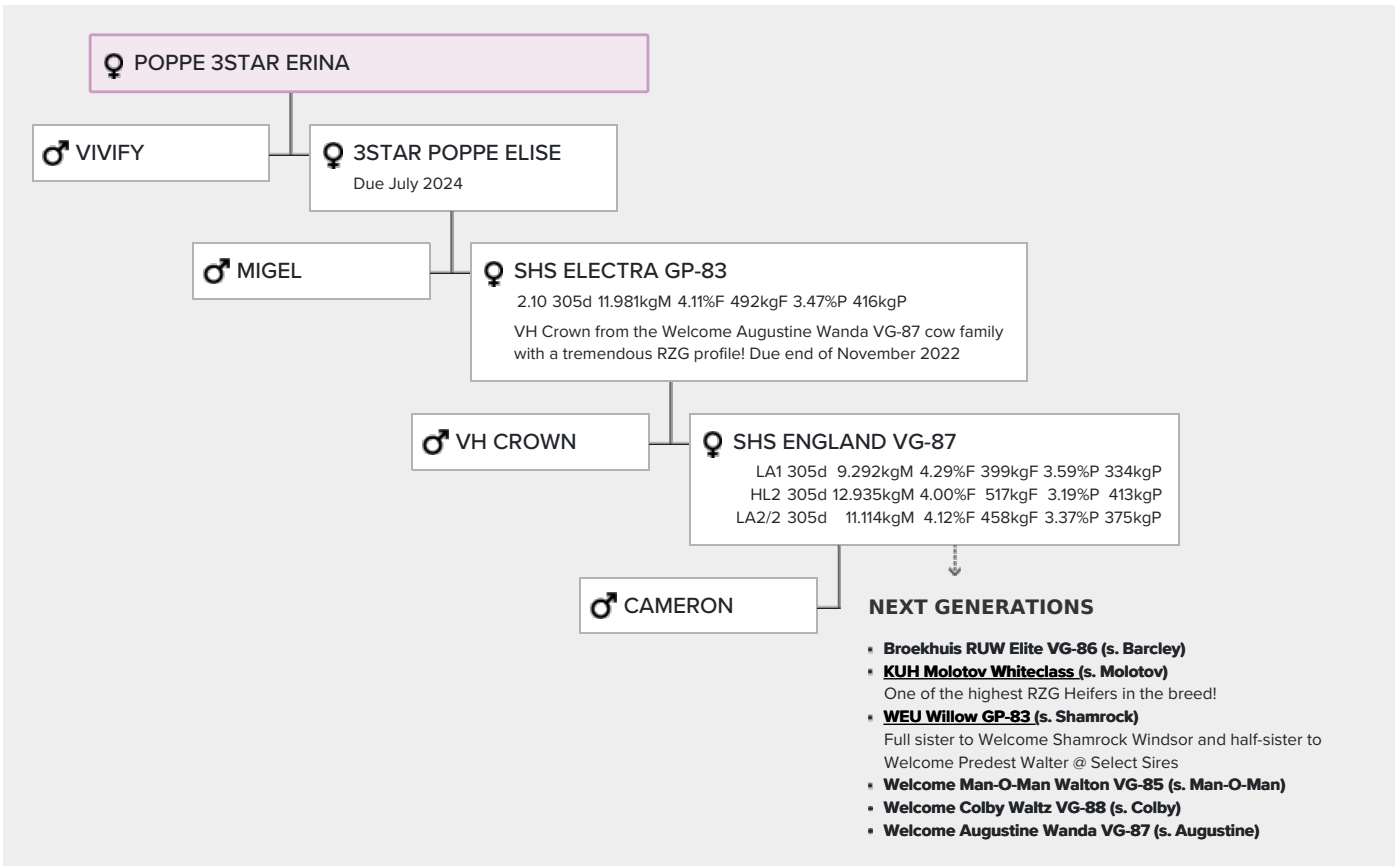 POPPE 3STAR ERINA
VIVIFY
3STAR POPPE ELISE
Due July 2024
MIGEL
SHS ELECTRA GP-83
2.10 305d 11.981kgM 4.11%F 492kgF 3.47%P 416kgP
VH Crown from the Welcome Augustine Wanda VG-87 cow family
with a tremendous RZG profile! Due end of November 2022
VH CROWN
SHS ENGLAND VG-87
LA1 305d 9.292kgM 4.29%F 399kgF 3.59%P 334kgP
HL2 305d 12.935kgM 4.00%F 517kgF 3.19%P 413kgP
LA2/2 305d 11.114kgM 4.12%F 458kgF 3.37%P 375kgP
CAMERON
NEXT GENERATIONS
Broekhuis RUW Elite VG-86 (s. Barcley)
KUH Molotov Whiteclass (s. Molotov)
One of the highest RZG Heifers in the breed!
WEU Willow GP-83 (s. Shamrock)
Full sister to Welcome Shamrock Windsor and half-sister to
Welcome Predest Walter @ Select Sires
Welcome Man-O-Man Walton VG-85 (s. Man-O-Man)
Welcome Colby Waltz VG-88 (s. Colby)
Welcome Augustine Wanda VG-87 (s. Augustine)